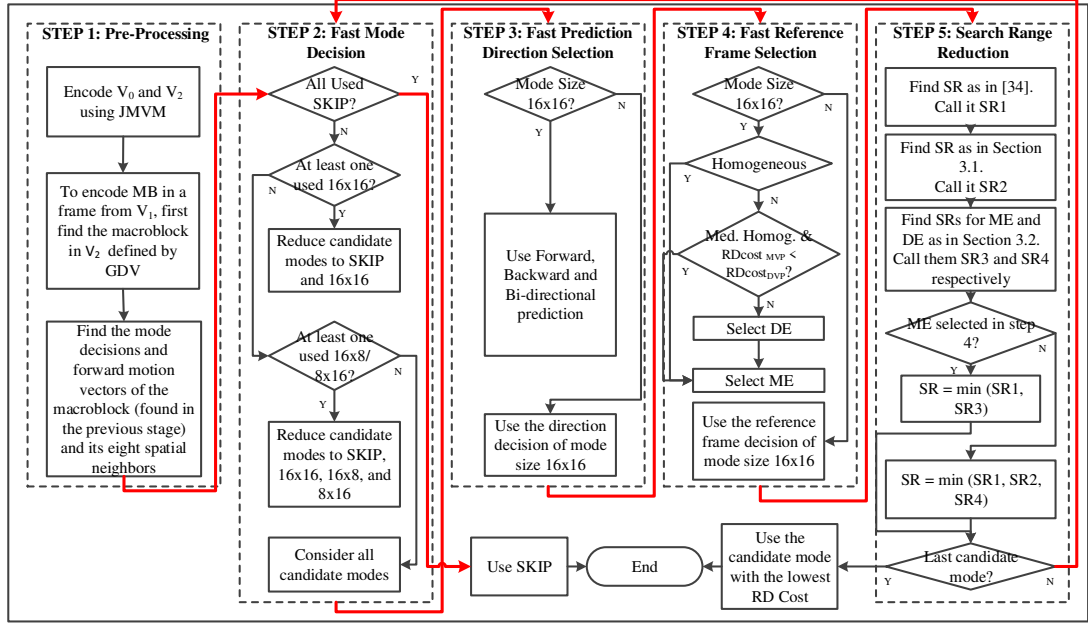 STEP 1: Pre-Processing
Encode V₀ and V₂
using JMVM
To encode MB in a
frame from V₁, first
find the macroblock
in V₂ defined by
GDV
Find the mode
decisions and
forward motion
vectors of the
macroblock (found in
the previous stage)
and its eight spatial
neighbors
STEP 2: Fast Mode
Decision
All Used
SKIP?
Y
N
At least one
used 16x16?
N
Y
Reduce candidate
modes to SKIP
and 16x16
At least one
used 16x8/
8x16?
N
Y
Reduce candidate
modes to SKIP,
16x16, 16x8, and
8x16
Consider all
candidate modes
STEP 3: Fast Prediction
Direction Selection
Mode Size
16x16?
N
Y
Use Forward,
Backward and
Bi-directional
prediction
Use the direction
decision of mode
size 16x16
STEP 4: Fast Reference
Frame Selection
Mode Size
16x16?
N
Y
Homogeneous
Y
N
Med. Homog. &
RDcost MVP <
RDcostDVP?
Y
N
Select DE
Select ME
Use the reference
frame decision of
mode size 16x16
STEP 5: Search Range
Reduction
Find SR as in [34].
Call it SR1
Find SR as in Section
3.1.
Call it SR2
Find SRs for ME and
DE as in Section 3.2.
Call them SR3 and SR4
respectively
ME selected in step
4?
N
Y
SR = min (SR1,
SR3)
SR = min (SR1, SR2,
SR4)
Last candidate
mode?
Y
N
Use the
candidate mode
with the lowest
RD Cost
End
Use SKIP